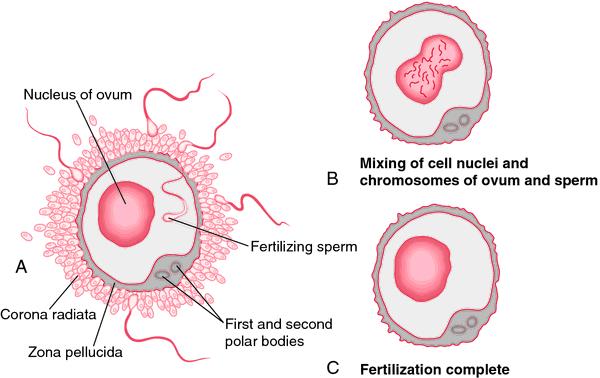 Nucleus of ovum
A
Fertilizing sperm
Corona radiata
Zona pellucida
First and second
polar bodies
B
Mixing of cell nuclei and
chromosomes of ovum and sperm
C
Fertilization complete